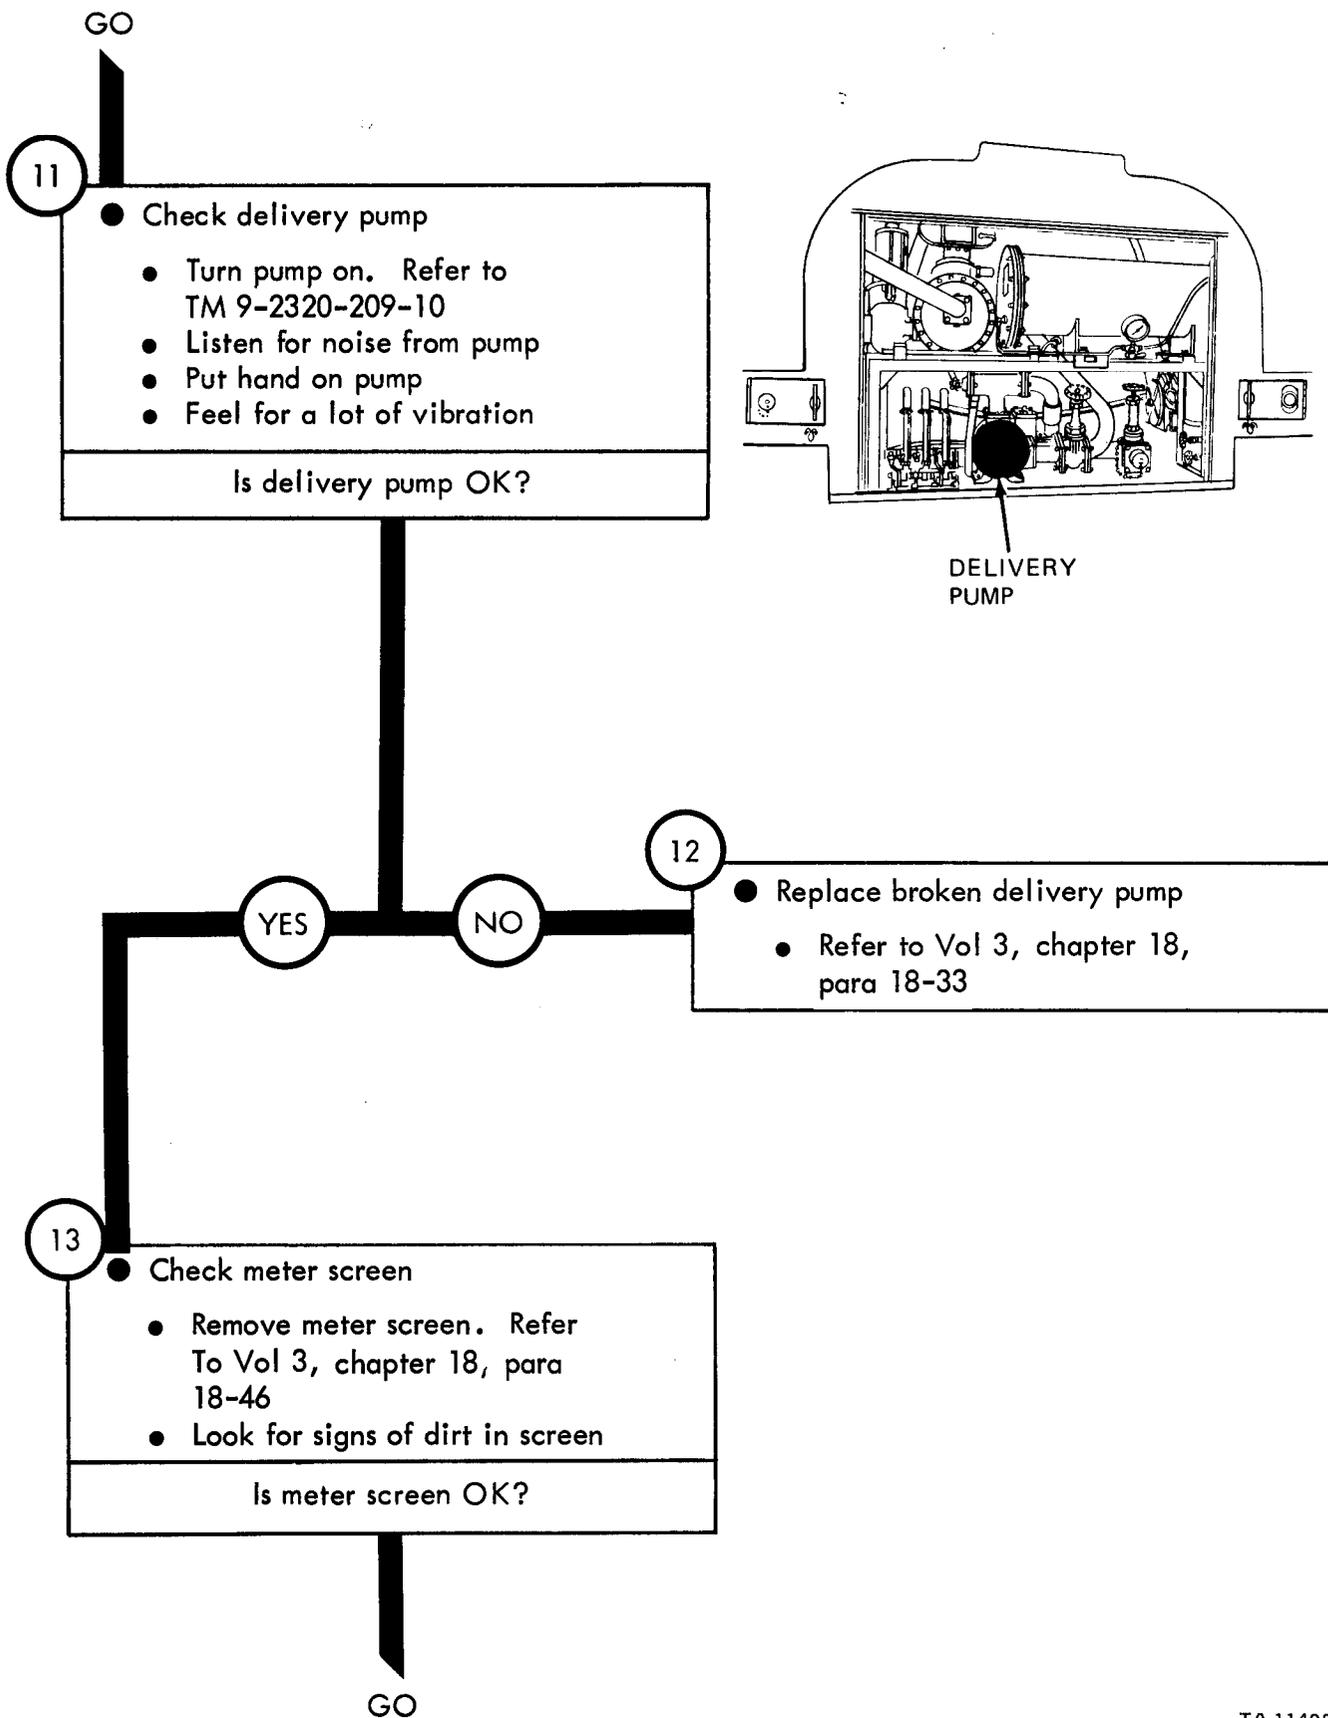 GO
11
● Check delivery pump
● Turn pump on. Refer to
TM 9-2320-209-10
● Listen for noise from pump
● Put hand on pump
● Feel for a lot of vibration
Is delivery pump OK?
DELIVERY
PUMP
12
● Replace broken delivery pump
● Refer to Vol 3, chapter 18,
para 18-33
YES
NO
13
● Check meter screen
● Remove meter screen. Refer
To Vol 3, chapter 18, para
18-46
● Look for signs of dirt in screen
Is meter screen OK?
GO